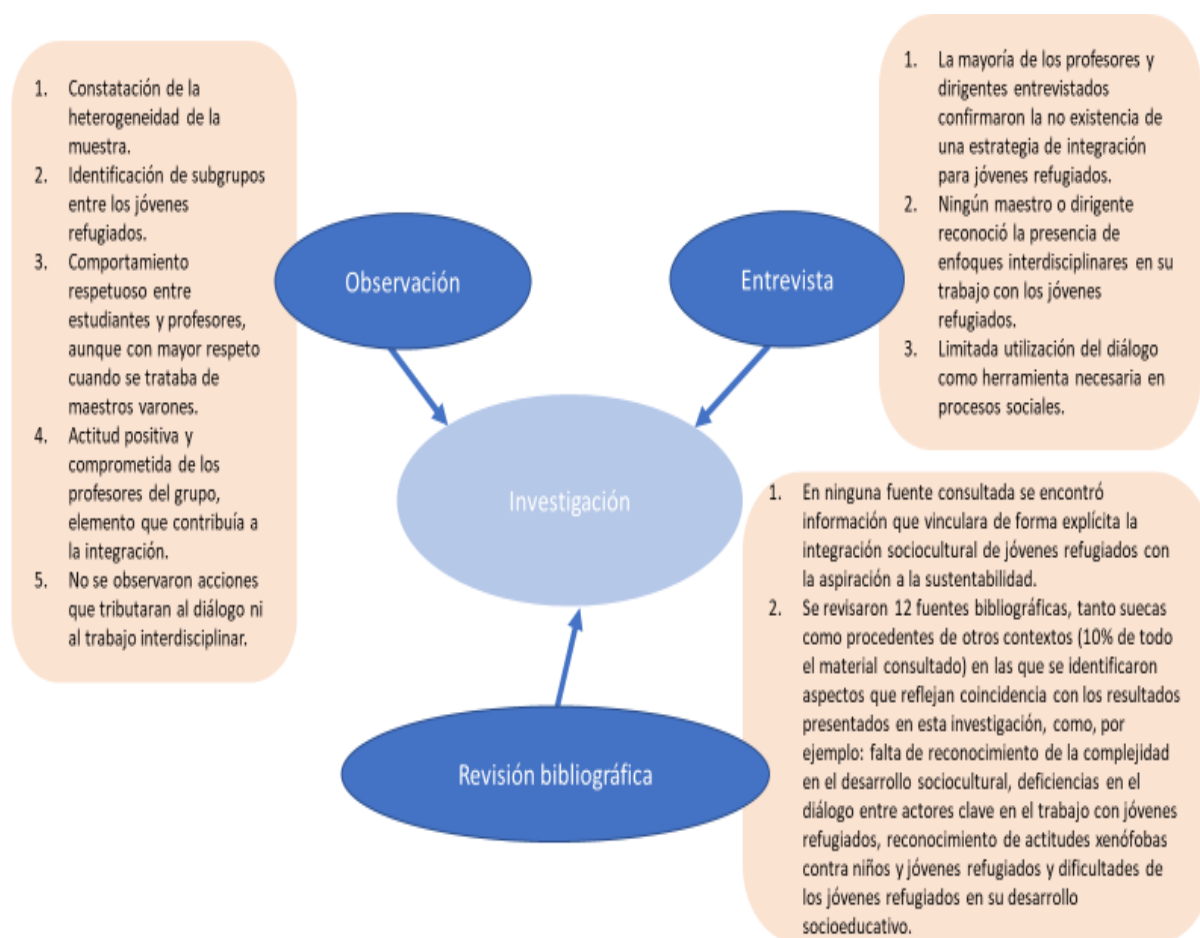 1. Constatación de la
heterogeneidad de la
muestra.
2. Identificación de subgrupos
entre los jóvenes
refugiados.
3. Comportamiento
respetuoso entre
estudiantes y profesores,
aunque con mayor respeto
cuando se trataba de
maestros varones.
4. Actitud positiva y
comprometida de los
profesores del grupo,
elemento que contribuía a
la integración.
5. No se observaron acciones
que tributaran al diálogo ni
al trabajo interdisciplinar.
Observación
Entrevista
1. La mayoría de los profesores y
dirigentes entrevistados
confirmaron la no existencia de
una estrategia de integración
para jóvenes refugiados.
2. Ningún maestro o dirigente
reconoció la presencia de
enfoques interdisciplinares en su
trabajo con los jóvenes
refugiados.
3. Limitada utilización del diálogo
como herramienta necesaria en
procesos sociales.
Investigación
Revisión bibliográfica
1. En ninguna fuente consultada se encontró
información que vinculara de forma explícita la
integración sociocultural de jóvenes refugiados con
la aspiración a la sustentabilidad.
2. Se revisaron 12 fuentes bibliográficas, tanto suecas
como procedentes de otros contextos (10% de todo
el material consultado) en las que se identificaron
aspectos que reflejan coincidencia con los resultados
presentados en esta investigación, como, por
ejemplo: falta de reconocimiento de la complejidad
en el desarrollo sociocultural, deficiencias en el
diálogo entre actores clave en el trabajo con jóvenes
refugiados, reconocimiento de actitudes xenófobas
contra niños y jóvenes refugiados y dificultades de
los jóvenes refugiados en su desarrollo
socioeducativo.